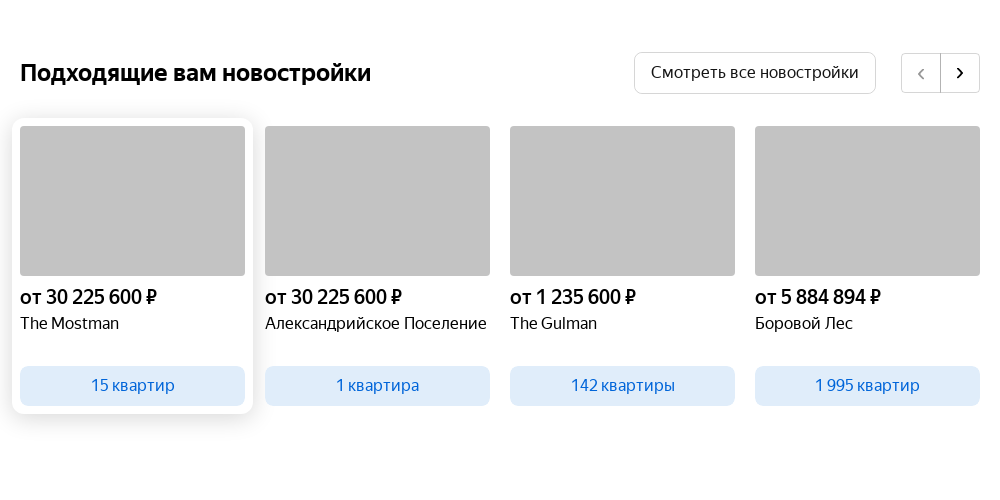 Подходящие вам новостройки
Смотреть все новостройки
от 30 225 600 ₽
The Mostman
15 квартир
от 30 225 600 ₽
Александрийское Поселение
1 квартира
от 1 235 600 ₽
The Gulman
142 квартиры
от 5 884 894 ₽
Боровой Лес
1 995 квартир